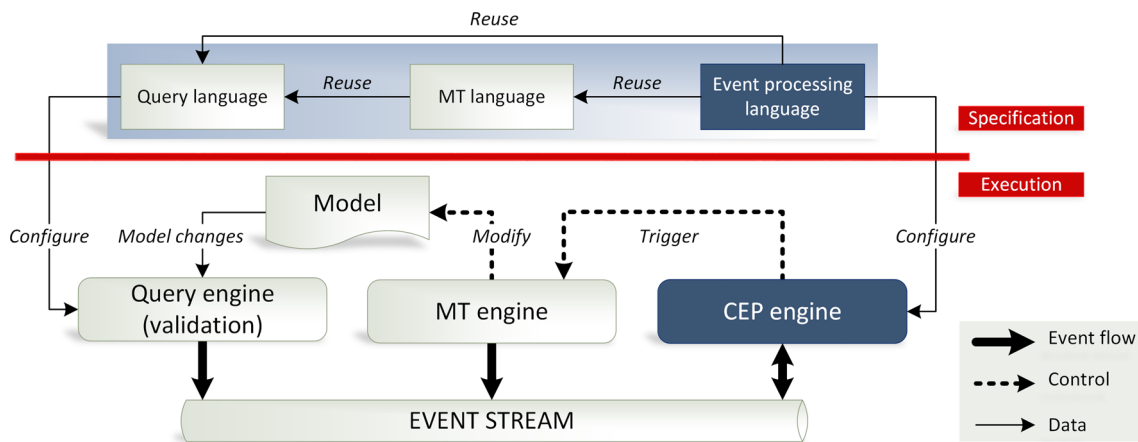 Reuse
Query language
Reuse
MT language
Reuse
Event processing
language
Specification
Execution
Model
Configure
Model changes
Modify
Trigger
Configure
Query engine
(validation)
MT engine
CEP engine
Event flow
Control
Data
EVENT STREAM